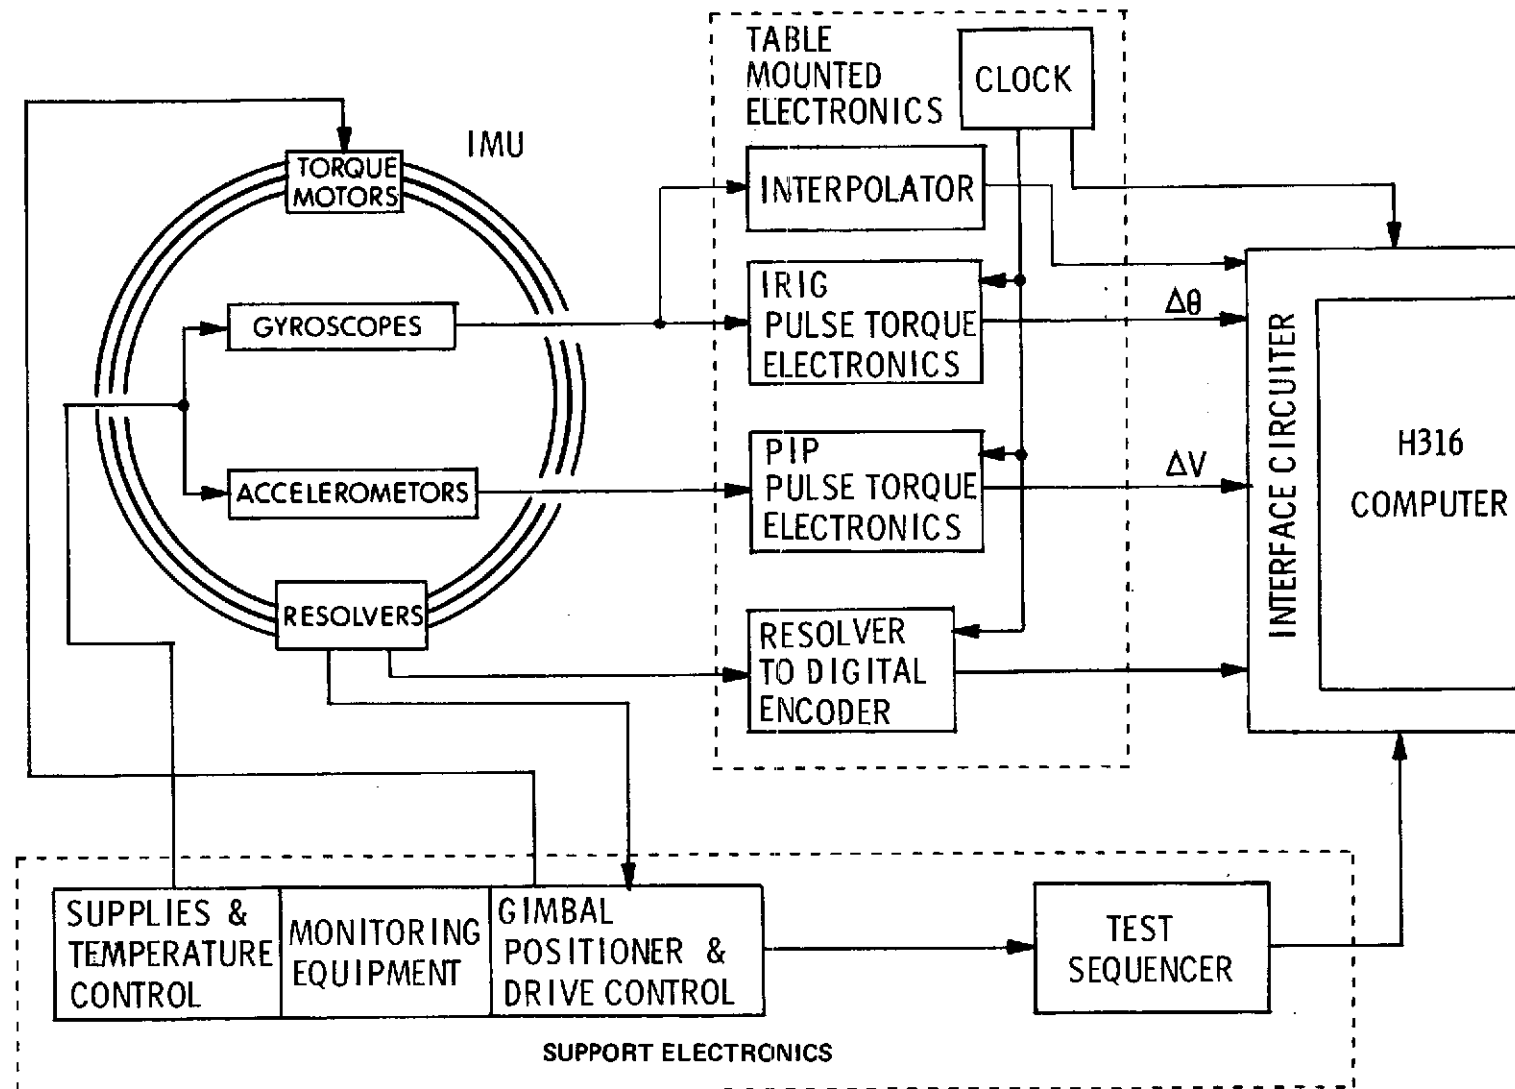 TABLE
MOUNTED
ELECTRONICS
CLOCK
IMU
TORQUE
MOTORS
INTERPOLATOR
IRIG
PULSE TORQUE
ELECTRONICS
Δθ
GYROSCOPES
PIP
PULSE TORQUE
ELECTRONICS
ΔV
ACCELEROMETORS
INTERFACE CIRCUITER
H316
COMPUTER
RESOLVERS
RESOLVER
TO DIGITAL
ENCODER
SUPPLIES &
TEMPERATURE
CONTROL
MONITORING
EQUIPMENT
GIMBAL
POSITIONER &
DRIVE CONTROL
TEST
SEQUENCER
SUPPORT ELECTRONICS